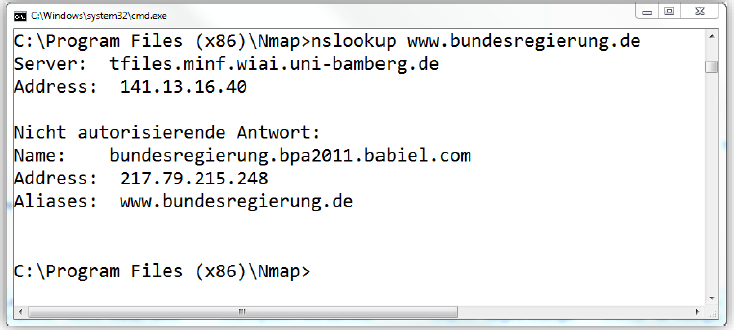 C:\Windows\system32\cmd.exe
C:\Program Files (x86)\Nmap>nslookup www.bundesregierung.de
Server:  tfiles.minf.wiai.uni-bamberg.de
Address:  141.13.16.40
Nicht autorisierende Antwort:
Name:    bundesregierung.bpa2011.babiel.com
Address:  217.79.215.248
Aliases:  www.bundesregierung.de
C:\Program Files (x86)\Nmap>